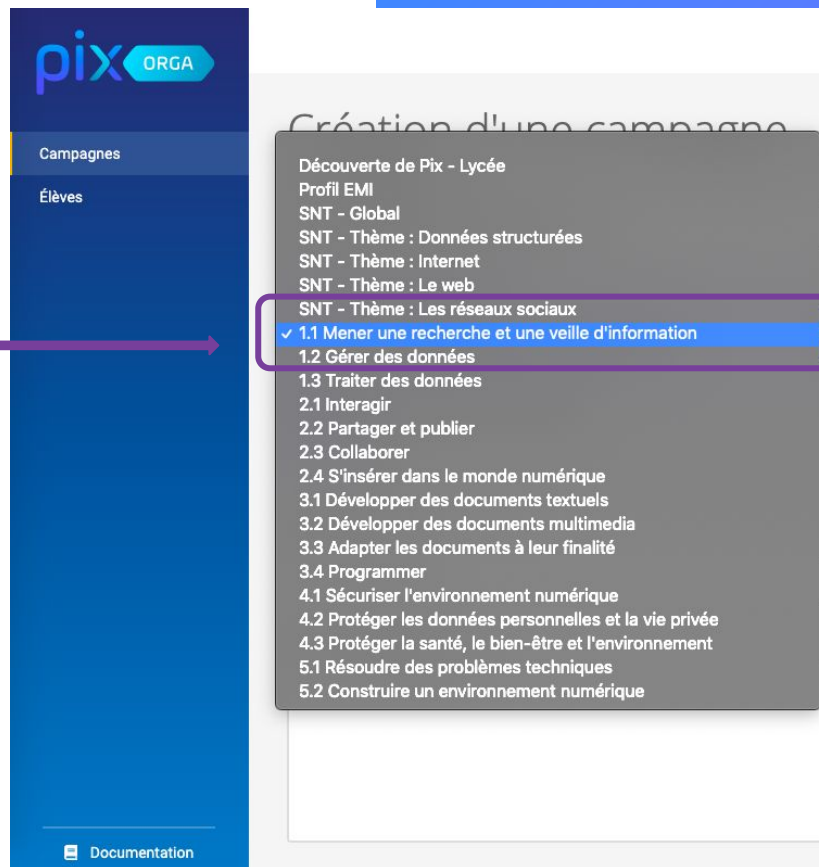 pix ORGA
Campagnes
Élèves
Documentation
Création d'une campagne
Découverte de Pix - Lycée
Profil EMI
SNT - Global
SNT - Thème : Données structurées
SNT - Thème : Internet
SNT - Thème : Le web
SNT - Thème : Les réseaux sociaux
✓ 1.1 Mener une recherche et une veille d'information
1.2 Gérer des données
1.3 Traiter des données
2.1 Interagir
2.2 Partager et publier
2.3 Collaborer
2.4 S'insérer dans le monde numérique
3.1 Développer des documents textuels
3.2 Développer des documents multimedia
3.3 Adapter les documents à leur finalité
3.4 Programmer
4.1 Sécuriser l'environnement numérique
4.2 Protéger les données personnelles et la vie privée
4.3 Protéger la santé, le bien-être et l'environnement
5.1 Résoudre des problèmes techniques
5.2 Construire un environnement numérique